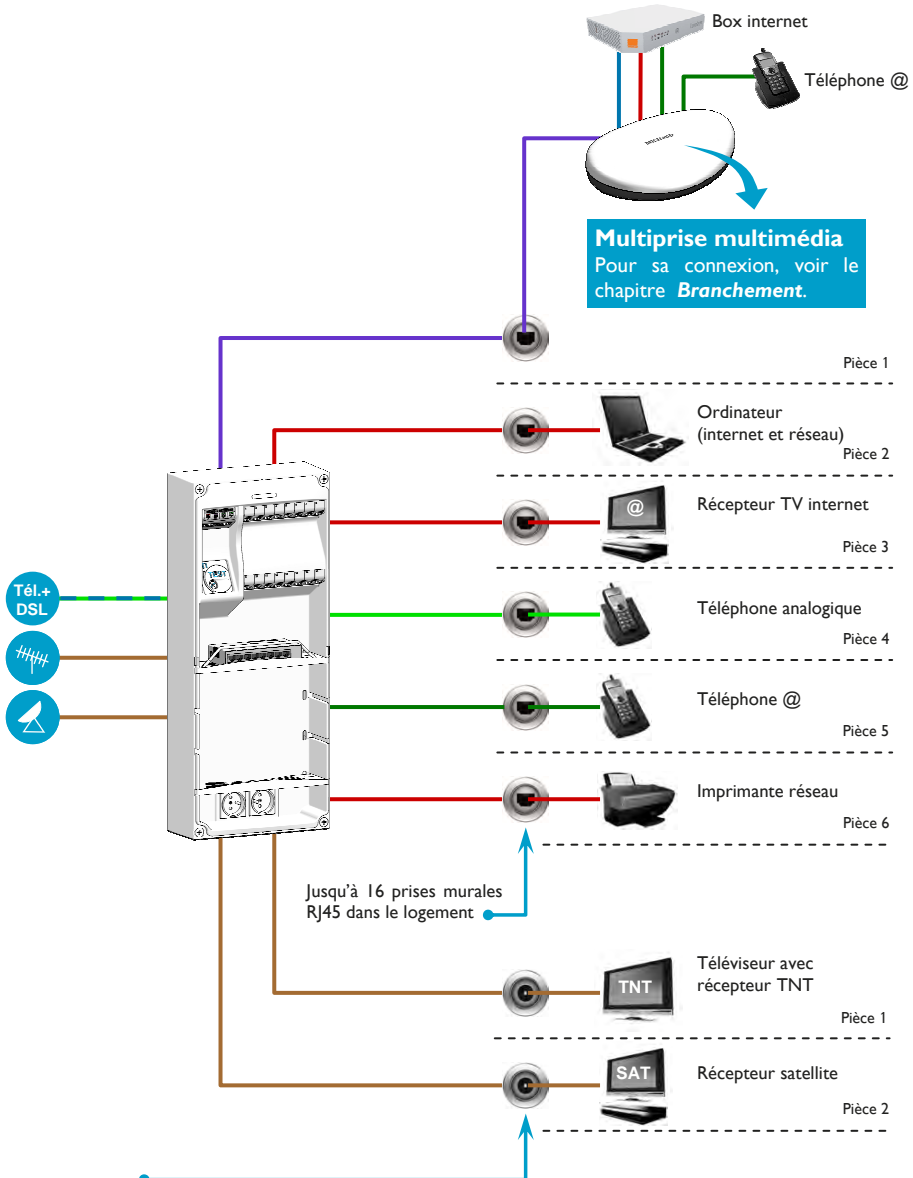 Box internet
Téléphone @
Multiprise multimédia
Pour sa connexion, voir le
chapitre Branchement.
Pièce 1
Ordinateur
(internet et réseau)
Pièce 2
@
Récepteur TV internet
Pièce 3
Tél.+
DSL
Téléphone analogique
Pièce 4
Téléphone @
Pièce 5
Imprimante réseau
Pièce 6
Jusqu'à 16 prises murales
RJ45 dans le logement
TNT
Téléviseur avec
récepteur TNT
Pièce 1
SAT
Récepteur satellite
Pièce 2